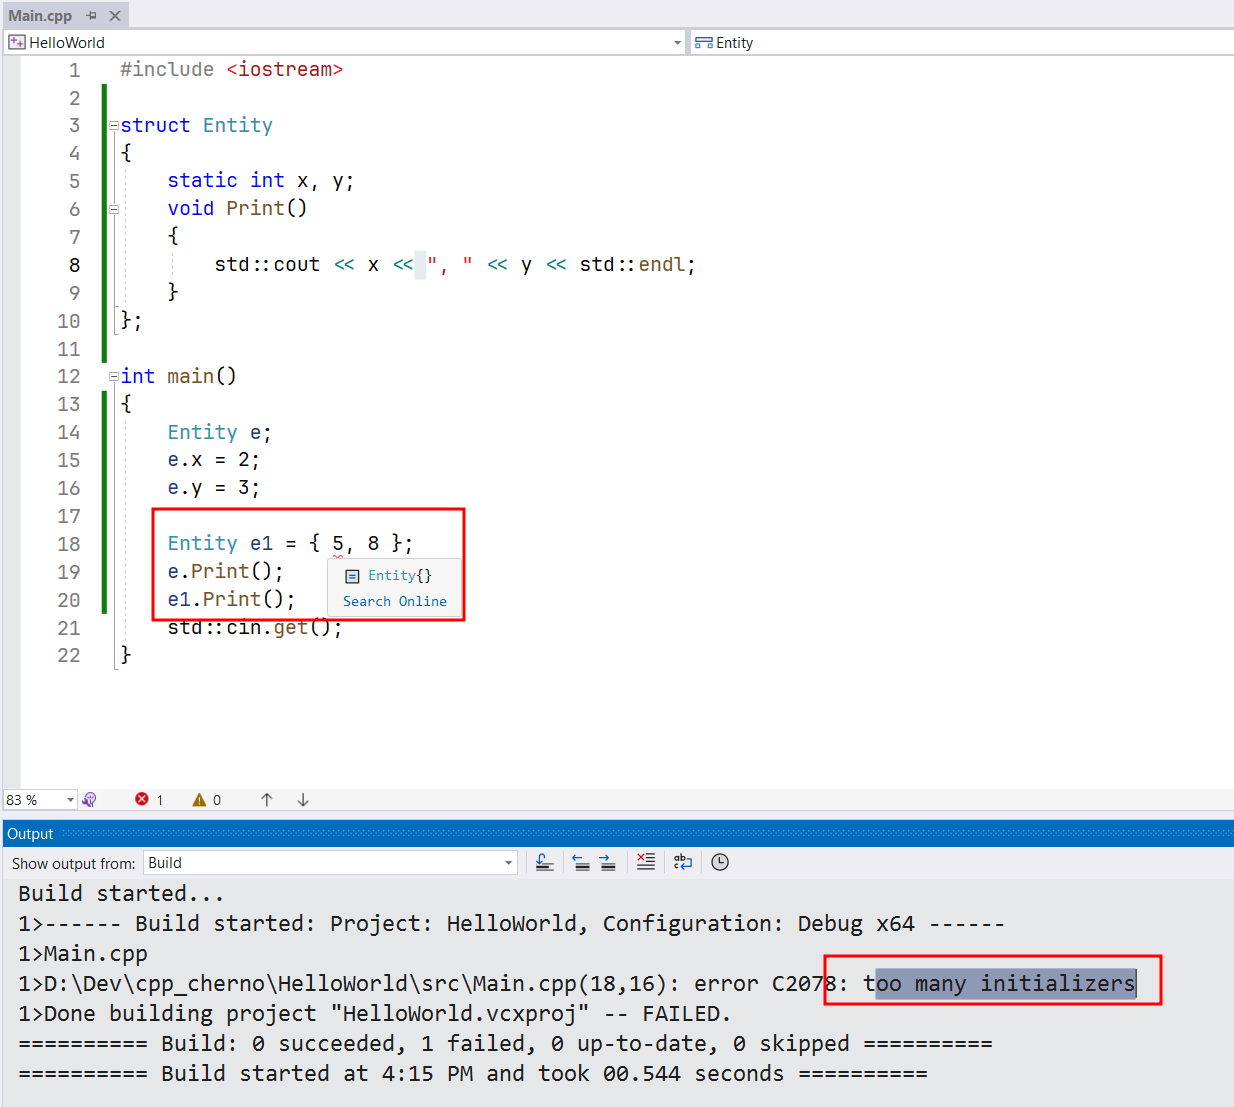 Main.cpp
HelloWorld Entity
1 #include <iostream>
2
3 struct Entity
4 {
5 static int x, y;
6 void Print()
7 {
8 std::cout << x << ", " << y << std::endl;
9 }
10 };
11
12 int main()
13 {
14 Entity e;
15 e.x = 2;
16 e.y = 3;
17
18 Entity e1 = { 5, 8 };
19 e.Print();
Entity{}
20 e1.Print();
Search Online
21 std::cin.get();
22 }
83 % 1 0
Output
Show output from: Build
Build started...
1>------ Build started: Project: HelloWorld, Configuration: Debug x64 ------
1>Main.cpp
1>D:\Dev\cpp_cherno\HelloWorld\src\Main.cpp(18,16): error C2078: too many initializers
1>Done building project "HelloWorld.vcxproj" -- FAILED.
========== Build: 0 succeeded, 1 failed, 0 up-to-date, 0 skipped ==========
========== Build started at 4:15 PM and took 00.544 seconds ==========